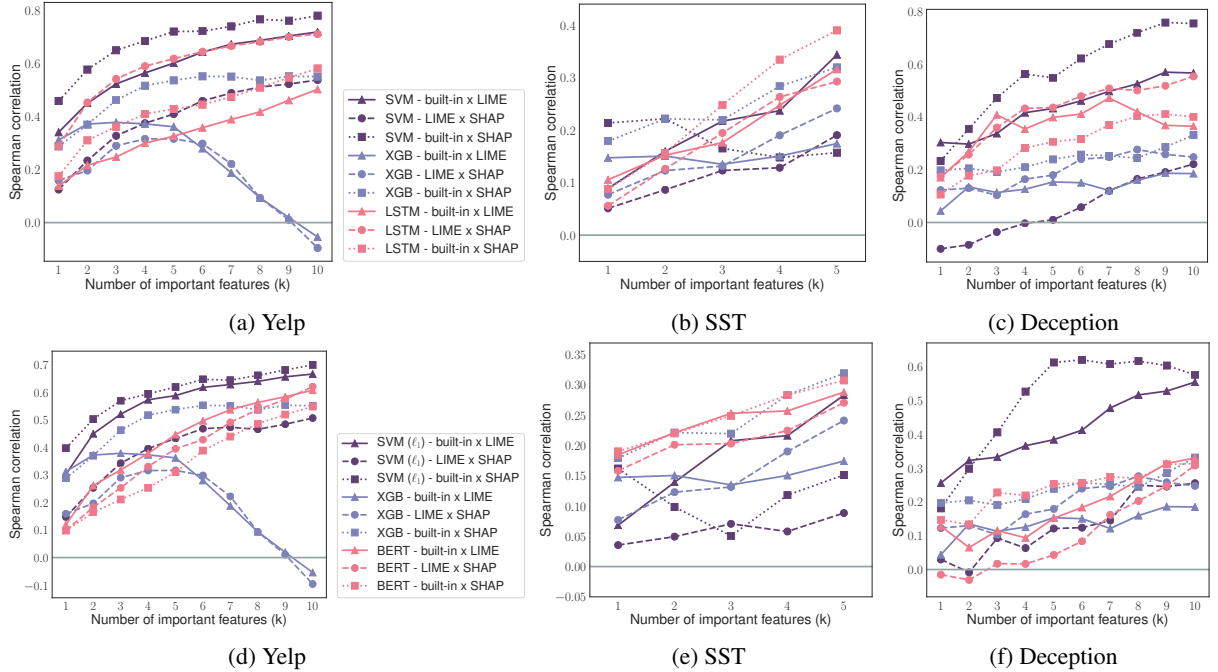 Spearman correlation
0.8
0.6
0.4
0.2
0.0
1 2 3 4 5 6 7 8 9 10
Number of important features (k)
(a) Yelp
SVM - built-in x LIME
SVM - LIME x SHAP
SVM - built-in x SHAP
XGB - built-in x LIME
XGB - LIME x SHAP
XGB - built-in x SHAP
LSTM - built-in x LIME
LSTM - LIME x SHAP
LSTM - built-in x SHAP
Spearman correlation
0.4
0.3
0.2
0.1
0.0
1 2 3 4 5
Number of important features (k)
(b) SST
Spearman correlation
0.8
0.6
0.4
0.2
0.0
1 2 3 4 5 6 7 8 9 10
Number of important features (k)
(c) Deception
Spearman correlation
0.7
0.6
0.5
0.4
0.3
0.2
0.1
0.0
−0.1
1 2 3 4 5 6 7 8 9 10
Number of important features (k)
(d) Yelp
SVM (ℓ₁) - built-in x LIME
SVM (ℓ₁) - LIME x SHAP
SVM (ℓ₁) - built-in x SHAP
XGB - built-in x LIME
XGB - LIME x SHAP
XGB - built-in x SHAP
BERT - built-in x LIME
BERT - LIME x SHAP
BERT - built-in x SHAP
Spearman correlation
0.35
0.30
0.25
0.20
0.15
0.10
0.05
0.00
−0.05
1 2 3 4 5
Number of important features (k)
(e) SST
Spearman correlation
0.6
0.5
0.4
0.3
0.2
0.1
0.0
1 2 3 4 5 6 7 8 9 10
Number of important features (k)
(f) Deception